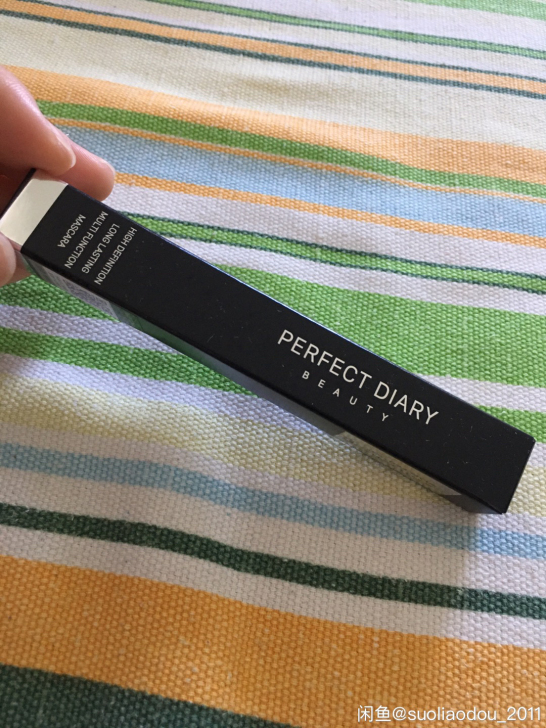 HIGH DEFINITION
LONG LASTING
MULTI FUNCTION
MASCARA
PERFECT DIARY
BEAUTY
闲鱼@suoliaodou_2011